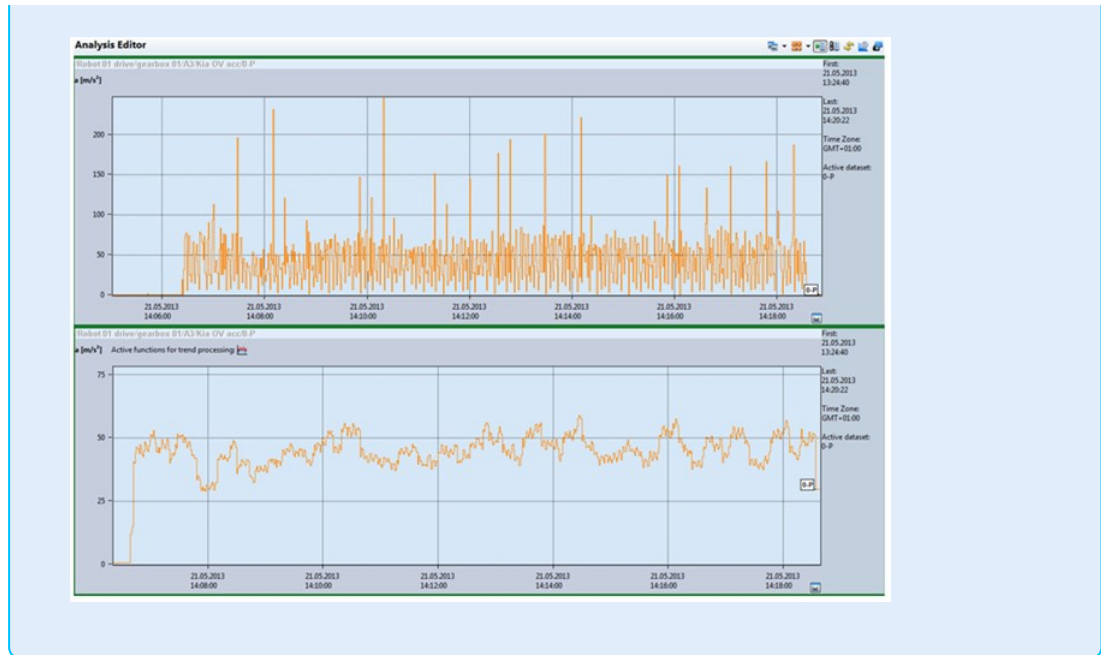 Analysis Editor
Robot 01 drive/gearbox 01/A3/Kia OV acc/0-P
a [m/s²]
200
150
100
50
0
0-P
21.05.2013
14:06:00
21.05.2013
14:08:00
21.05.2013
14:10:00
21.05.2013
14:12:00
21.05.2013
14:14:00
21.05.2013
14:16:00
21.05.2013
14:18:00
First:
21.05.2013
13:24:40
Last:
21.05.2013
14:20:22
Time Zone:
GMT+01:00
Active dataset:
0-P
Robot 01 drive/gearbox 01/A3/Kia OV acc/0-P
a [m/s²] Active functions for trend processing:
75
50
25
0
0-P
21.05.2013
14:08:00
21.05.2013
14:10:00
21.05.2013
14:12:00
21.05.2013
14:14:00
21.05.2013
14:16:00
21.05.2013
14:18:00
First:
21.05.2013
13:24:40
Last:
21.05.2013
14:20:22
Time Zone:
GMT+01:00
Active dataset:
0-P